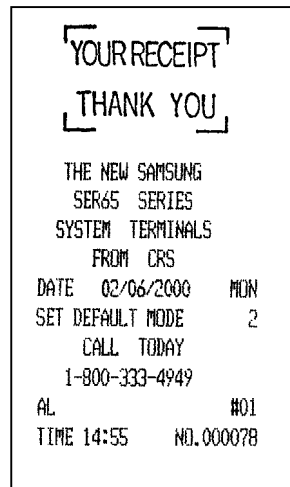 YOUR RECEIPT
THANK YOU
THE NEW SAMSUNG
SER65 SERIES
SYSTEM TERMINALS
FROM CRS
DATE 02/06/2000 MON
SET DEFAULT MODE 2
CALL TODAY
1-800-333-4949
AL #01
TIME 14:55 NO.000078